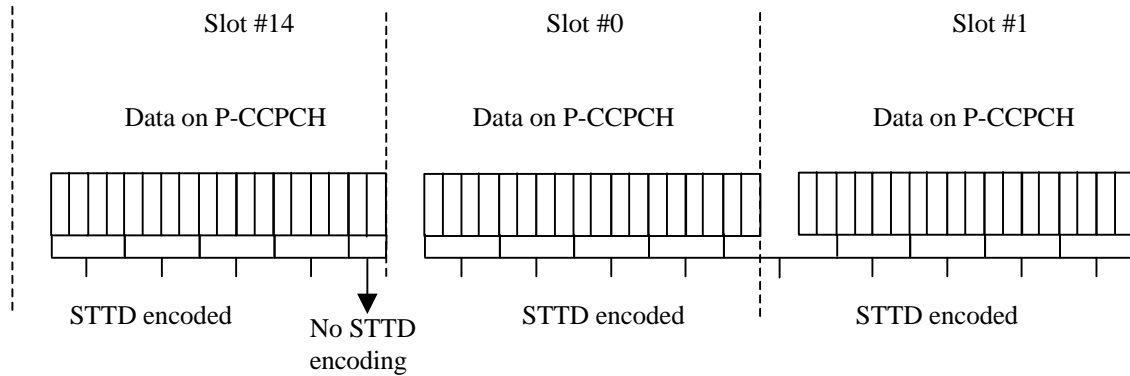 Slot #14
Slot #0
Slot #1
Data on P-CCPCH
Data on P-CCPCH
Data on P-CCPCH
STTD encoded
No STTD
encoding
STTD encoded
STTD encoded